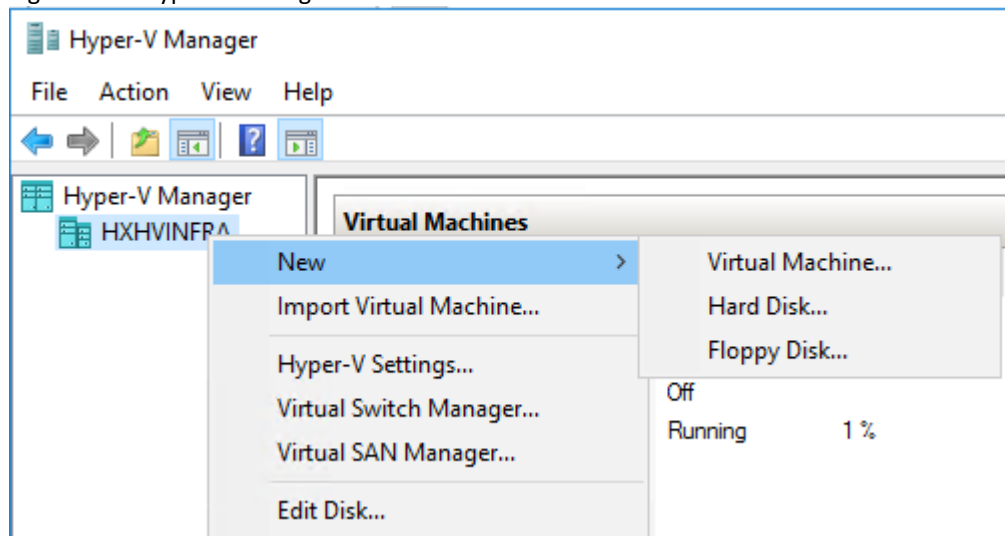 Hyper-V Manager
File Action View Help
Hyper-V Manager
HXHVINFRA
Virtual Machines
New >
Import Virtual Machine...
Hyper-V Settings...
Virtual Switch Manager...
Virtual SAN Manager...
Edit Disk...
Virtual Machine...
Hard Disk...
Floppy Disk...
Off
Running 1 %